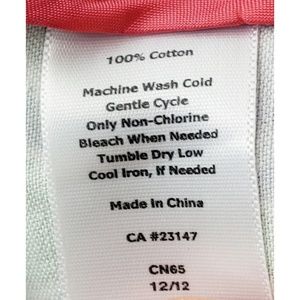 100% Cotton
Machine Wash Cold
Gentle Cycle
Only Non-Chlorine
Bleach When Needed
Tumble Dry Low
Cool Iron, If Needed
Made In China
CA #23147
CN65
12/12